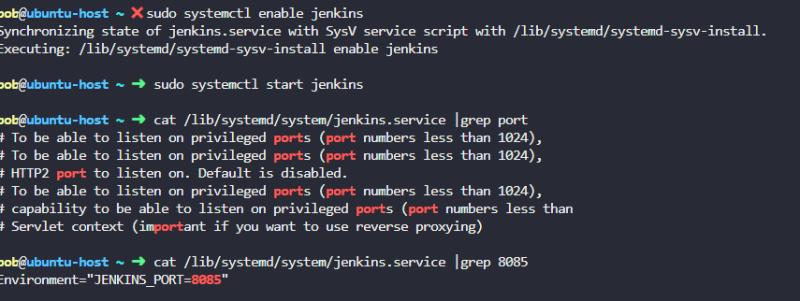 bob@ubuntu-host ~ ✖ sudo systemctl enable jenkins
Synchronizing state of jenkins.service with SysV service script with /lib/systemd/systemd-sysv-install.
Executing: /lib/systemd/systemd-sysv-install enable jenkins
bob@ubuntu-host ~ ➜ sudo systemctl start jenkins
bob@ubuntu-host ~ ➜ cat /lib/systemd/system/jenkins.service |grep port
# To be able to listen on privileged ports (port numbers less than 1024),
# To be able to listen on privileged ports (port numbers less than 1024),
# HTTP2 port to listen on. Default is disabled.
# To be able to listen on privileged ports (port numbers less than 1024),
# capability to be able to listen on privileged ports (port numbers less than
# Servlet context (important if you want to use reverse proxying)
bob@ubuntu-host ~ ➜ cat /lib/systemd/system/jenkins.service |grep 8085
Environment="JENKINS_PORT=8085"